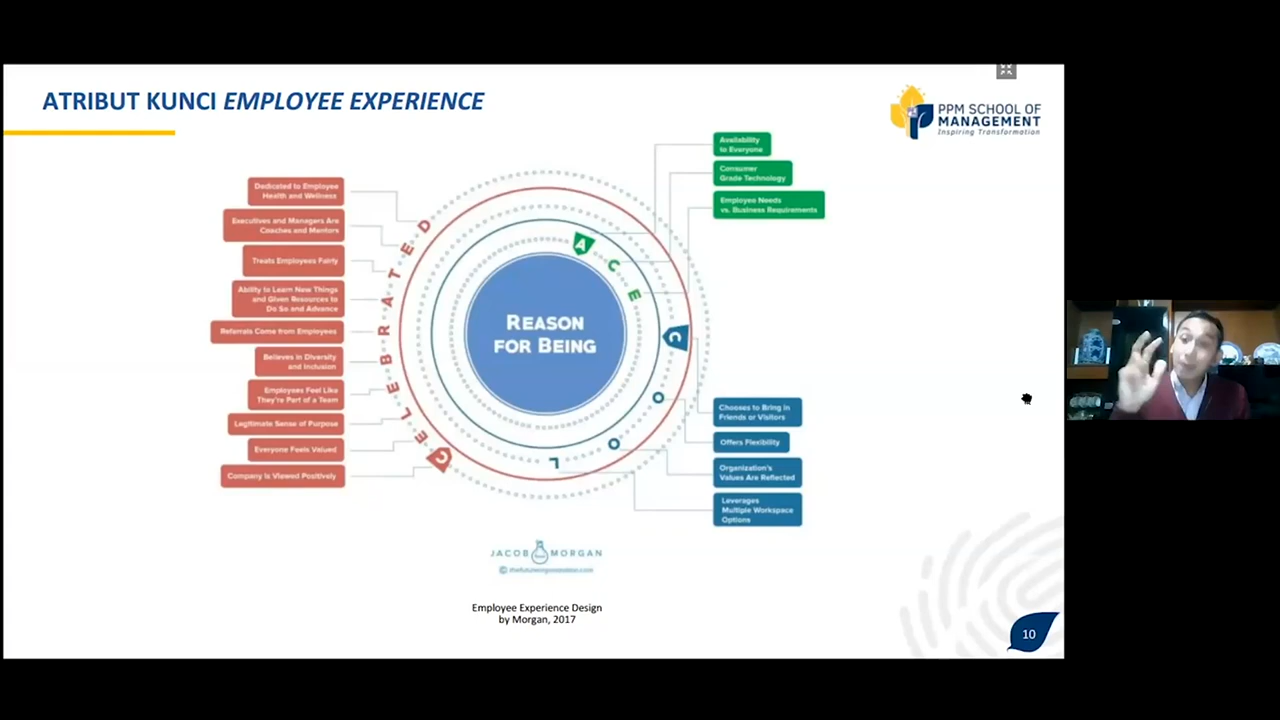 ATRIBUT KUNCI EMPLOYEE EXPERIENCE
PPM SCHOOL OF
MANAGEMENT
Inspiring Transformation
Availability
to Everyone
Consumer
Grade Technology
Employee Needs
vs. Business Requirements
Dedicated to Employee
Health and Wellness
Executives and Managers Are
Coaches and Mentors
Treats Employees Fairly
Ability to Learn New Things
and Given Resources to
Do So and Advance
Referrals Come from Employees
Believes in Diversity
and Inclusion
Employees Feel Like
They're Part of a Team
Legitimate Sense of Purpose
Everyone Feels Valued
Company Is Viewed Positively
CELEBRATED
ACE
COOL
REASON
FOR BEING
Chooses to Bring in
Friends or Visitors
Offers Flexibility
Organization's
Values Are Reflected
Leverages
Multiple Workspace
Options
JACOB MORGAN
Employee Experience Design
by Morgan, 2017
10